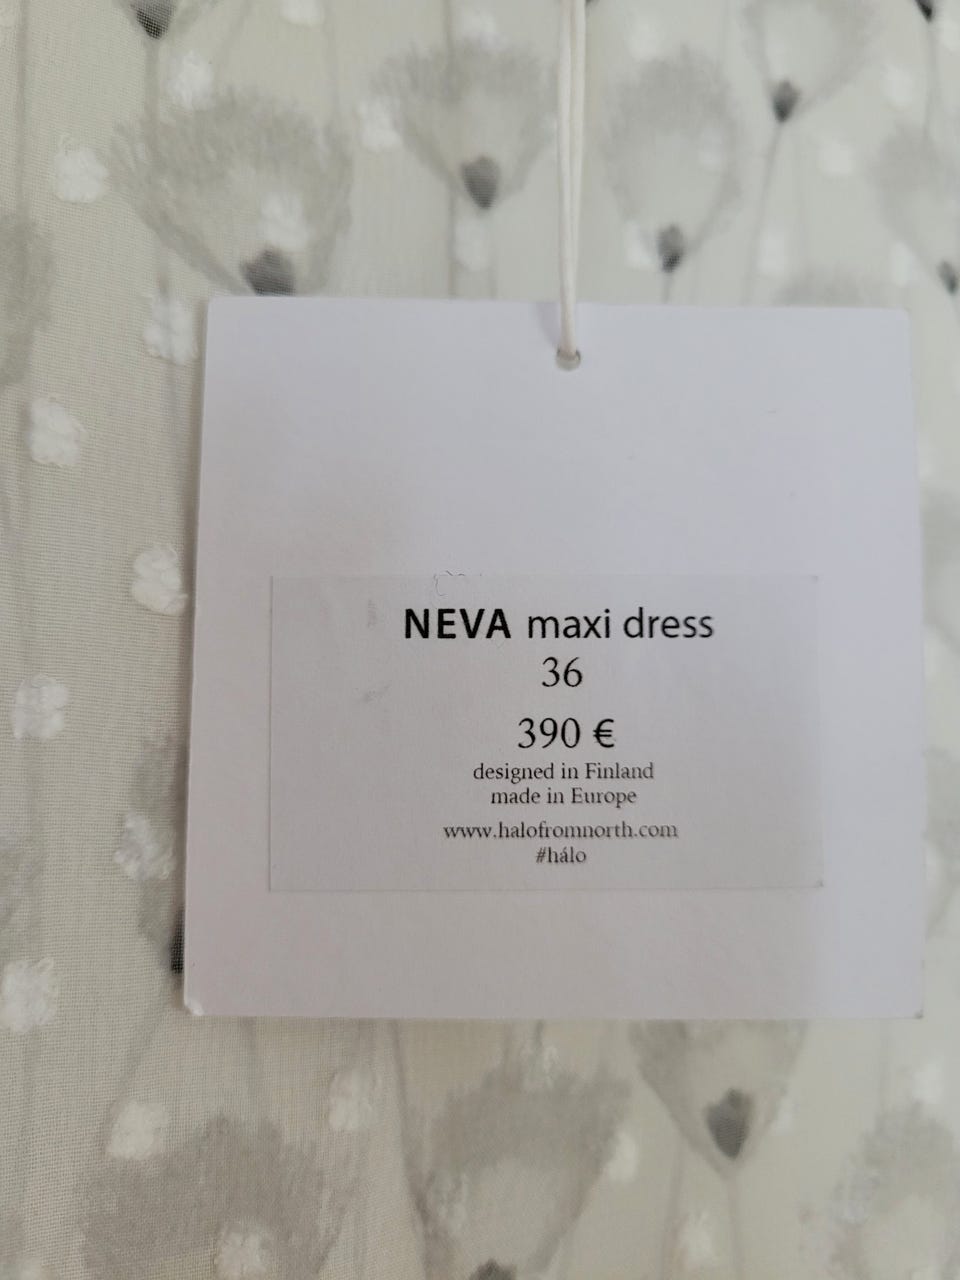 NEVA maxi dress
36
390 €
designed in Finland
made in Europe
www.halofromnorth.com
#hálo